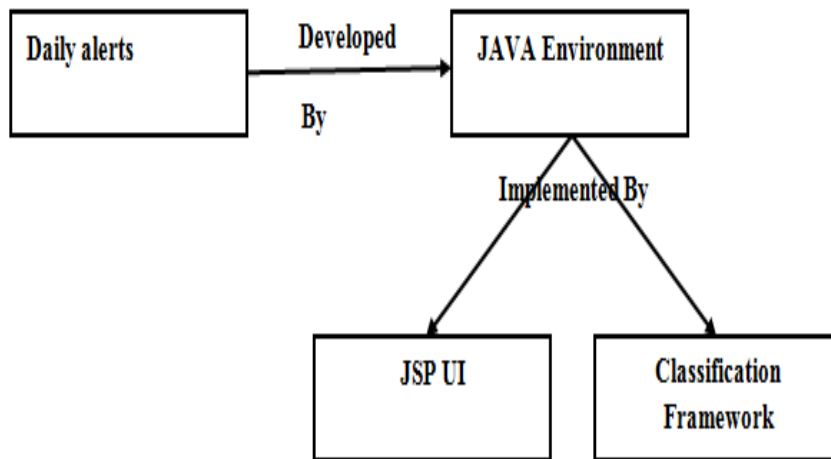 Daily alerts
Developed
By
JAVA Environment
Implemented By
JSP UI
Classification
Framework